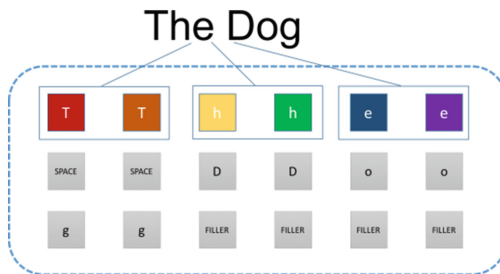 The Dog
T T h h e e
SPACE SPACE D D o o
g g FILLER FILLER FILLER FILLER